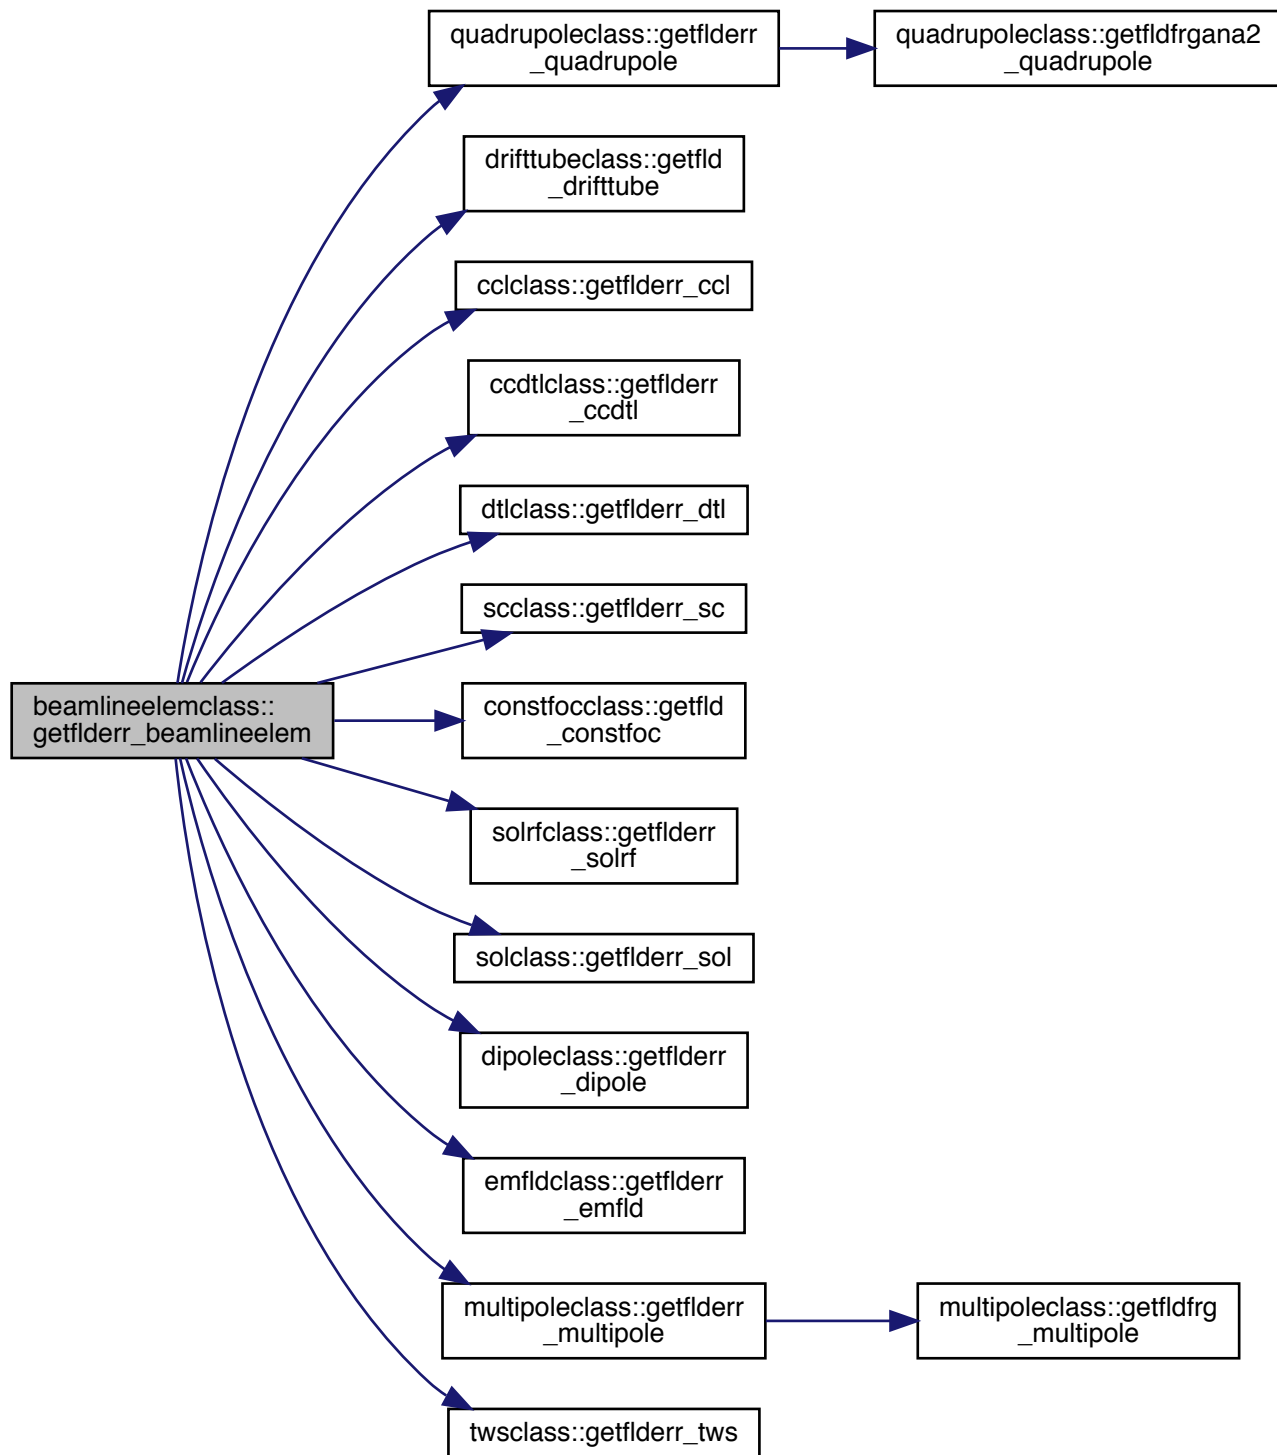 quadrupoleclass::getflderr
_quadrupole
quadrupoleclass::getfldfrgana2
_quadrupole
drifttubeclass::getfld
_drifttube
cclclass::getflderr_ccl
ccdtlclass::getflderr
_ccdtl
dtlclass::getflderr_dtl
scclass::getflderr_sc
beamlineelemclass::
getflderr_beamlineelem
constfocclass::getfld
_constfoc
solrfclass::getflderr
_solrf
solclass::getflderr_sol
dipoleclass::getflderr
_dipole
emfldclass::getflderr
_emfld
multipoleclass::getflderr
_multipole
multipoleclass::getfldfrg
_multipole
twsclass::getflderr_tws